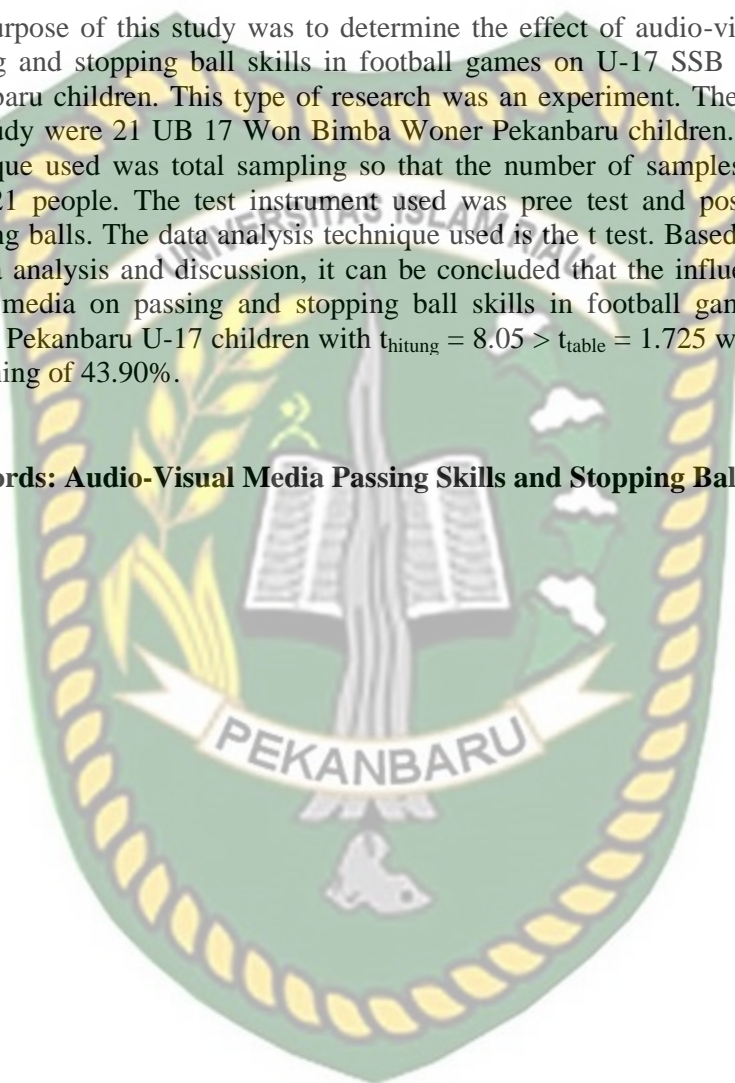 urpose of this study was to determine the effect of audio-vi
g and stopping ball skills in football games on U-17 SSB
baru children. This type of research was an experiment. The
udy were 21 UB 17 Won Bimba Woner Pekanbaru children.
que used was total sampling so that the number of samples
21 people. The test instrument used was pree test and pos
ng balls. The data analysis technique used is the t test. Based
a analysis and discussion, it can be concluded that the influe
media on passing and stopping ball skills in football gam
Pekanbaru U-17 children with thitung = 8.05 > ttable = 1.725 w
ning of 43.90%.
UNIVERSITAS ISLAM RIAU
ords: Audio-Visual Media Passing Skills and Stopping Bal
PEKANBARU